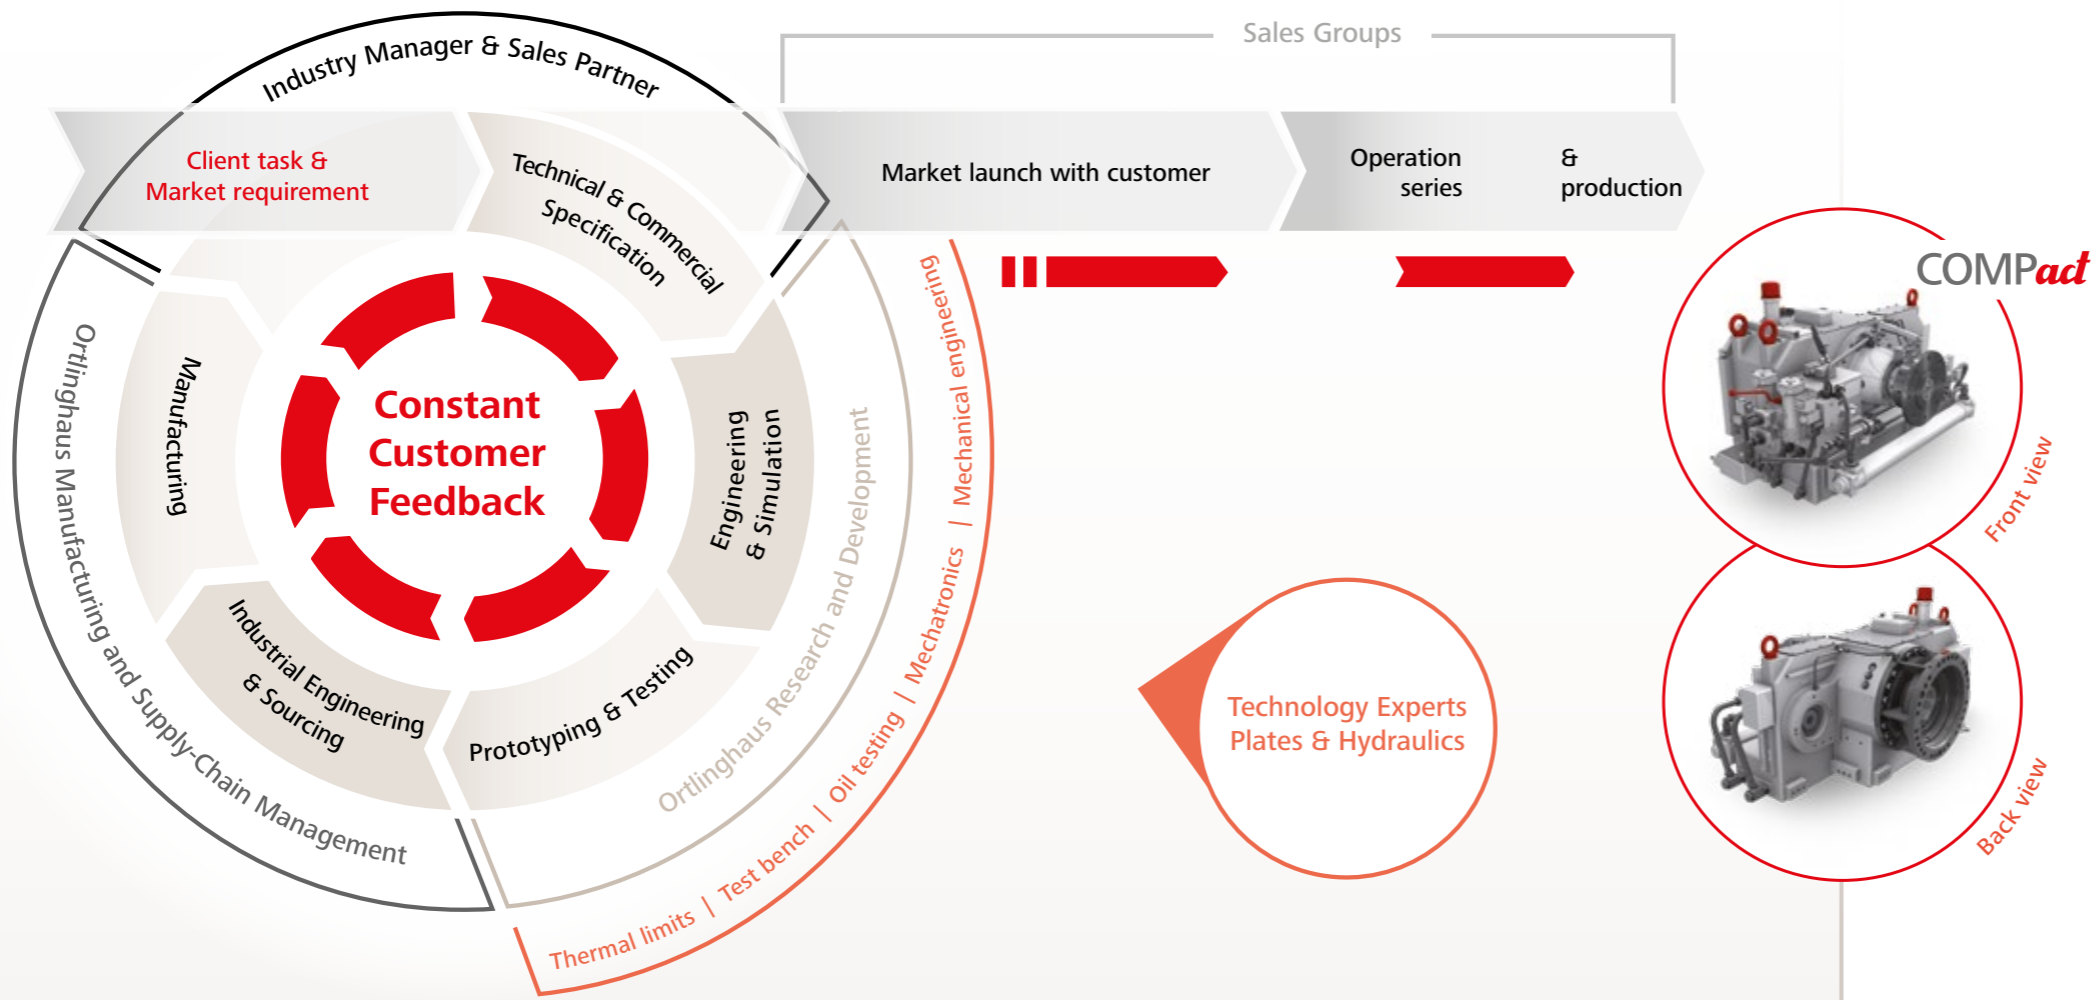 Industry Manager & Sales Partner
Sales Groups
Client task &
Market requirement
Technical & Commercial
Specification
Market launch with customer
Operation &
series production
Constant
Customer
Feedback
Engineering
& Simulation
Prototyping & Testing
Industrial Engineering
& Sourcing
Manufacturing
Ortlinghaus Manufacturing and Supply-Chain Management
Ortlinghaus Research and Development
Thermal limits | Test bench | Oil testing | Mechatronics | Mechanical engineering
Technology Experts
Plates & Hydraulics
COMPact
Front view
Back view